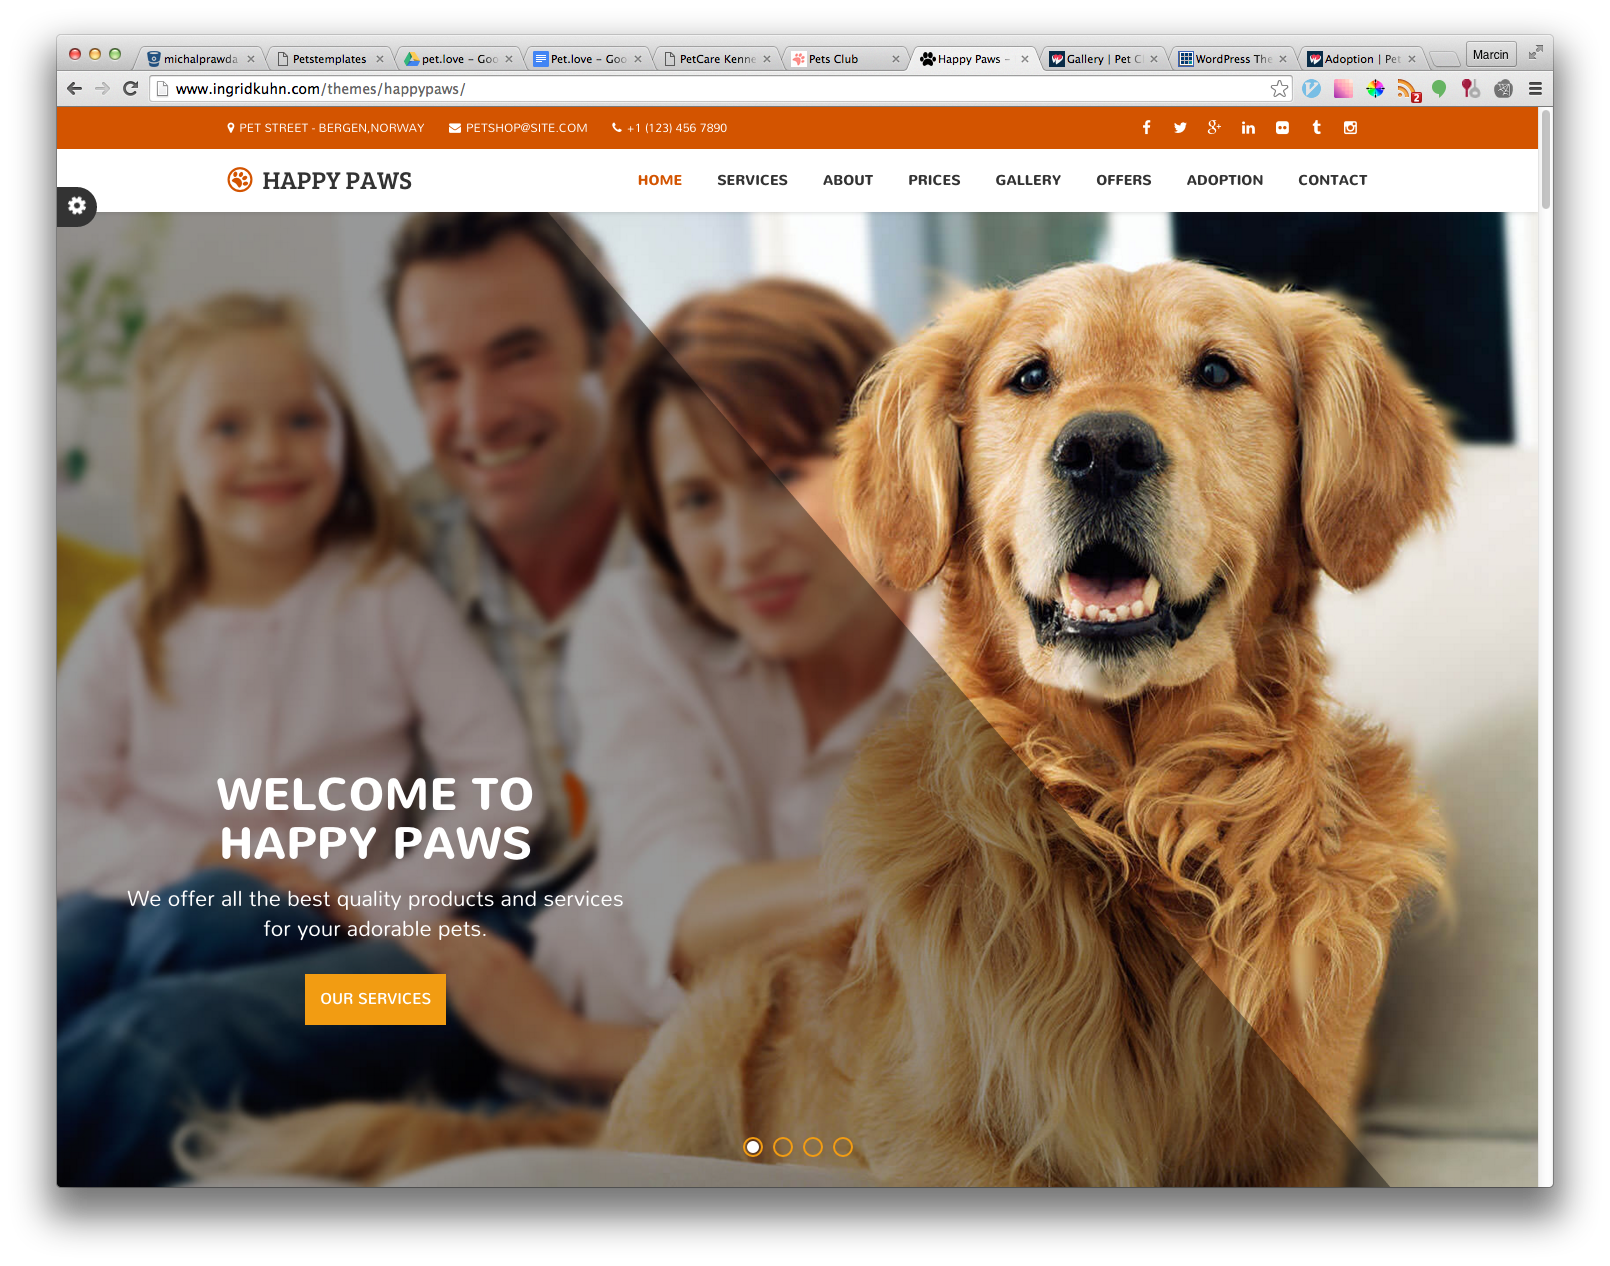 michalprawda
Petstemplates
pet.love – Goo
Pet.love – Goo
PetCare Kenne
Pets Club
Happy Paws –
Gallery | Pet C
WordPress The
Adoption | Pet
Marcin
www.ingridkuhn.com/themes/happypaws/
2
PET STREET - BERGEN,NORWAY PETSHOP@SITE.COM +1 (123) 456 7890
HAPPY PAWS
HOME SERVICES ABOUT PRICES GALLERY OFFERS ADOPTION CONTACT
WELCOME TO
HAPPY PAWS
We offer all the best quality products and services
for your adorable pets.
OUR SERVICES